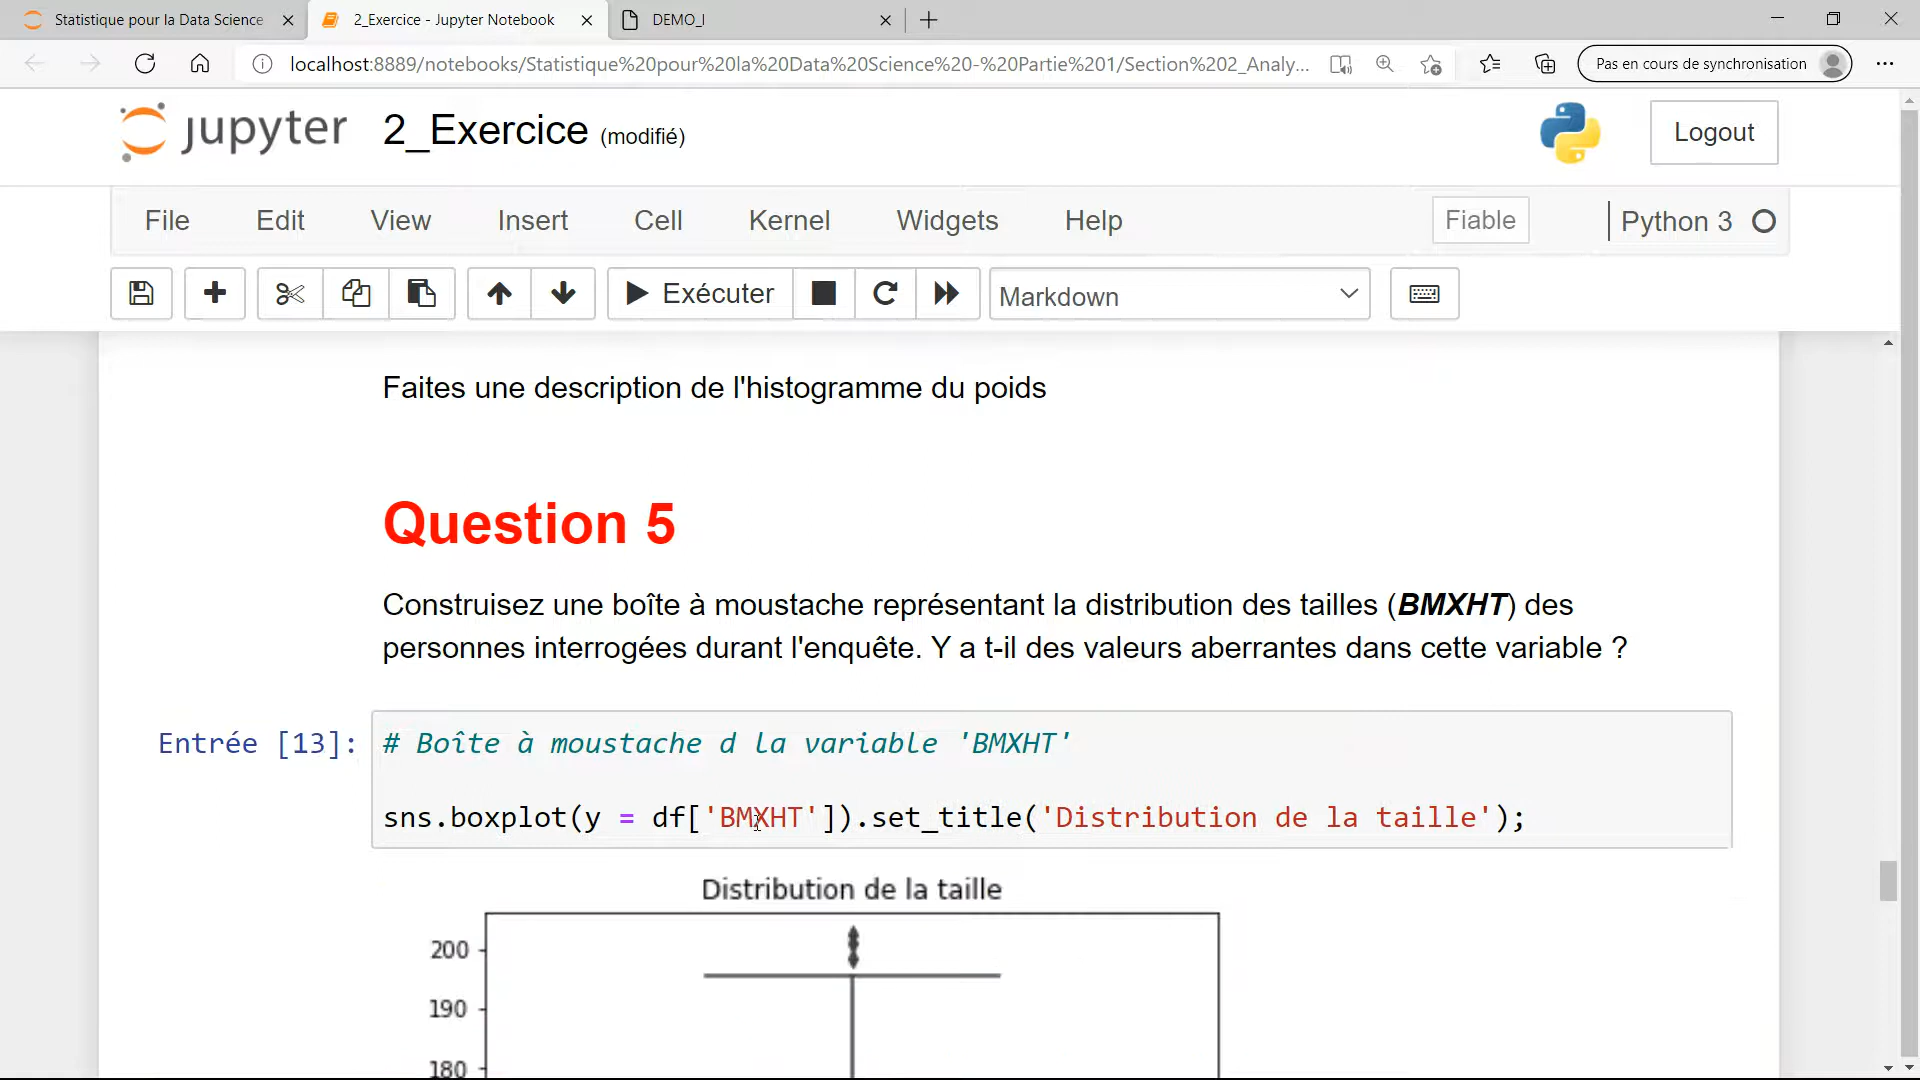 Statistique pour la Data Science
2_Exercice - Jupyter Notebook
DEMO_I
localhost:8889/notebooks/Statistique%20pour%20la%20Data%20Science%20-%20Partie%201/Section%202_Analy...
Pas en cours de synchronisation
jupyter 2_Exercice (modifié)
Logout
File Edit View Insert Cell Kernel Widgets Help
Fiable
Python 3
Exécuter
Markdown
Faites une description de l'histogramme du poids
Question 5
Construisez une boîte à moustache représentant la distribution des tailles (BMXHT) des
personnes interrogées durant l'enquête. Y a t-il des valeurs aberrantes dans cette variable ?
Entrée [13]:
# Boîte à moustache d la variable 'BMXHT'
sns.boxplot(y = df['BMXHT']).set_title('Distribution de la taille');
Distribution de la taille
200
190
180